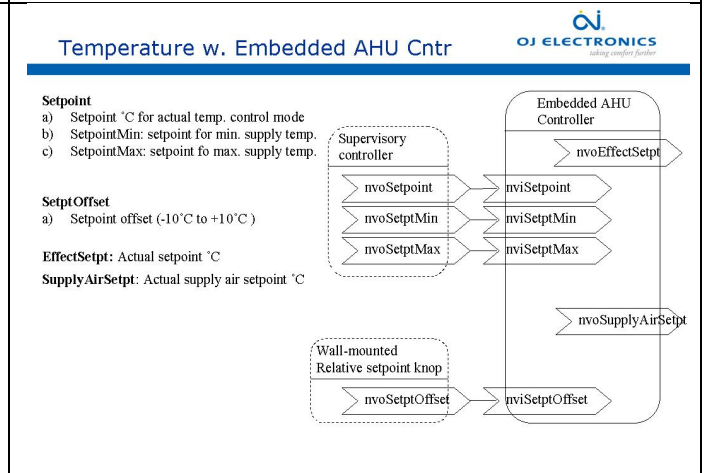 Temperature w. Embedded AHU Cntr
OJ ELECTRONICS
taking comfort further
Setpoint
a) Setpoint ˚C for actual temp. control mode
b) SetpointMin: setpoint for min. supply temp.
c) SetpointMax: setpoint fo max. supply temp.
SetptOffset
a) Setpoint offset (-10˚C to +10˚C )
EffectSetpt: Actual setpoint ˚C
SupplyAirSetpt: Actual supply air setpoint ˚C
Supervisory
controller
nvoSetpoint
nvoSetptMin
nvoSetptMax
Embedded AHU
Controller
nvoEffectSetpt
nviSetpoint
nviSetptMin
nviSetptMax
nvoSupplyAirSetpt
Wall-mounted
Relative setpoint knop
nvoSetptOffset
nviSetptOffset